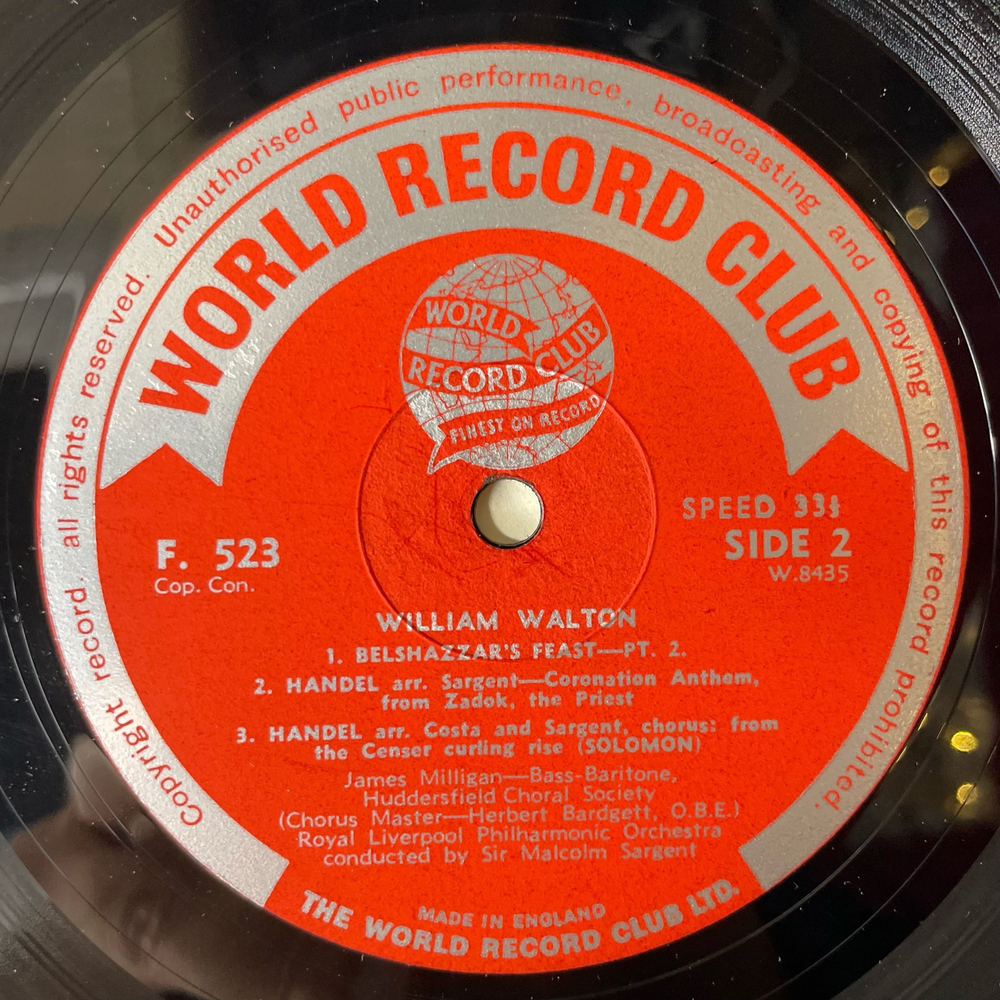 Copyright record. all rights reserved. Unauthorised public performance, broadcasting and copying of this record prohibited.
WORLD RECORD CLUB
WORLD
RECORD CLUB
FINEST ON RECORD
SPEED 33⅓
F. 523
SIDE 2
Cop. Con.
W.8435
WILLIAM WALTON
1. BELSHAZZAR'S FEAST—PT. 2.
2. HANDEL arr. Sargent—Coronation Anthem,
from Zadok, the Priest
3. HANDEL arr. Costa and Sargent, chorus: from
the Censer curling rise (SOLOMON)
James Milligan—Bass-Baritone,
Huddersfield Choral Society
(Chorus Master—Herbert Bardgett, O.B.E.)
Royal Liverpool Philharmonic Orchestra
conducted by Sir Malcolm Sargent
MADE IN ENGLAND
THE WORLD RECORD CLUB LTD.